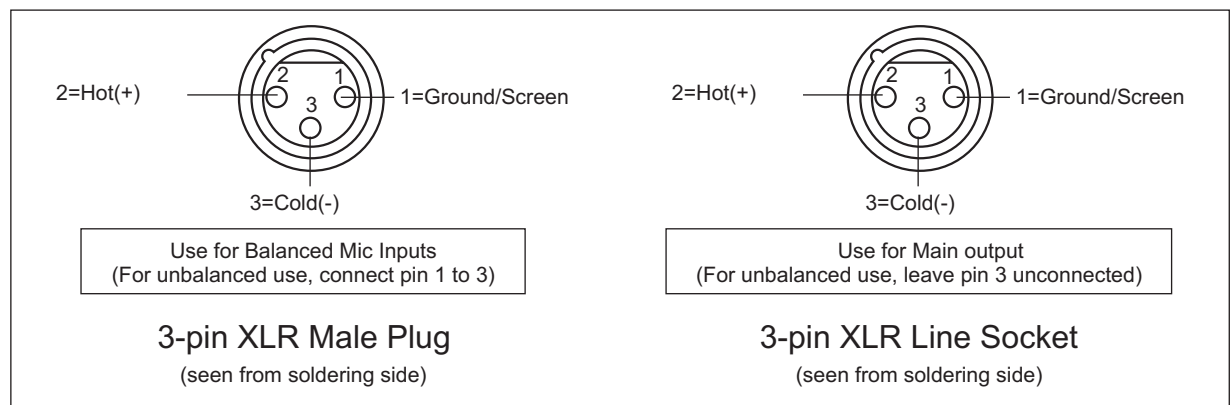 2 1
2=Hot(+) 3 1=Ground/Screen
3=Cold(-)
Use for Balanced Mic Inputs
(For unbalanced use, connect pin 1 to 3)
3-pin XLR Male Plug
(seen from soldering side)
2 1
2=Hot(+) 3 1=Ground/Screen
3=Cold(-)
Use for Main output
(For unbalanced use, leave pin 3 unconnected)
3-pin XLR Line Socket
(seen from soldering side)